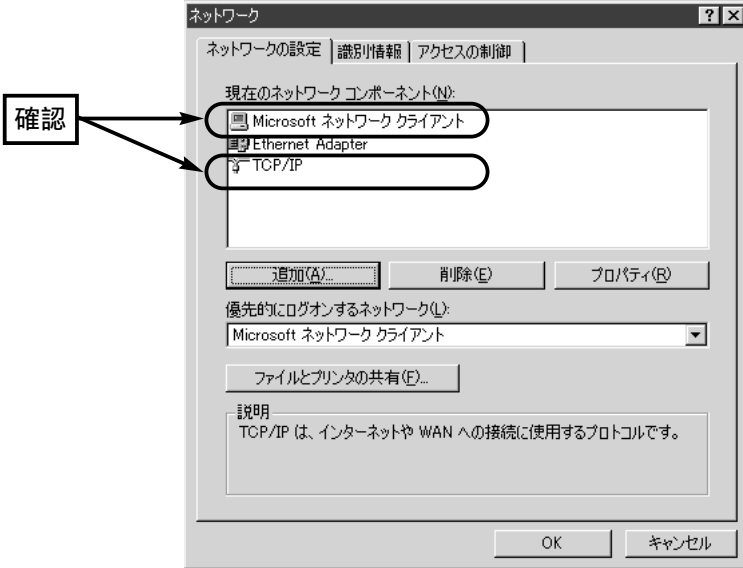 ネットワーク
ネットワークの設定 識別情報 アクセスの制御
現在のネットワーク コンポーネント(N):
確認
Microsoft ネットワーク クライアント
Ethernet Adapter
TCP/IP
追加(A)... 削除(E) プロパティ(R)
優先的にログオンするネットワーク(L):
Microsoft ネットワーク クライアント
ファイルとプリンタの共有(F)...
説明
TCP/IP は、インターネットや WAN への接続に使用するプロトコルです。
OK キャンセル